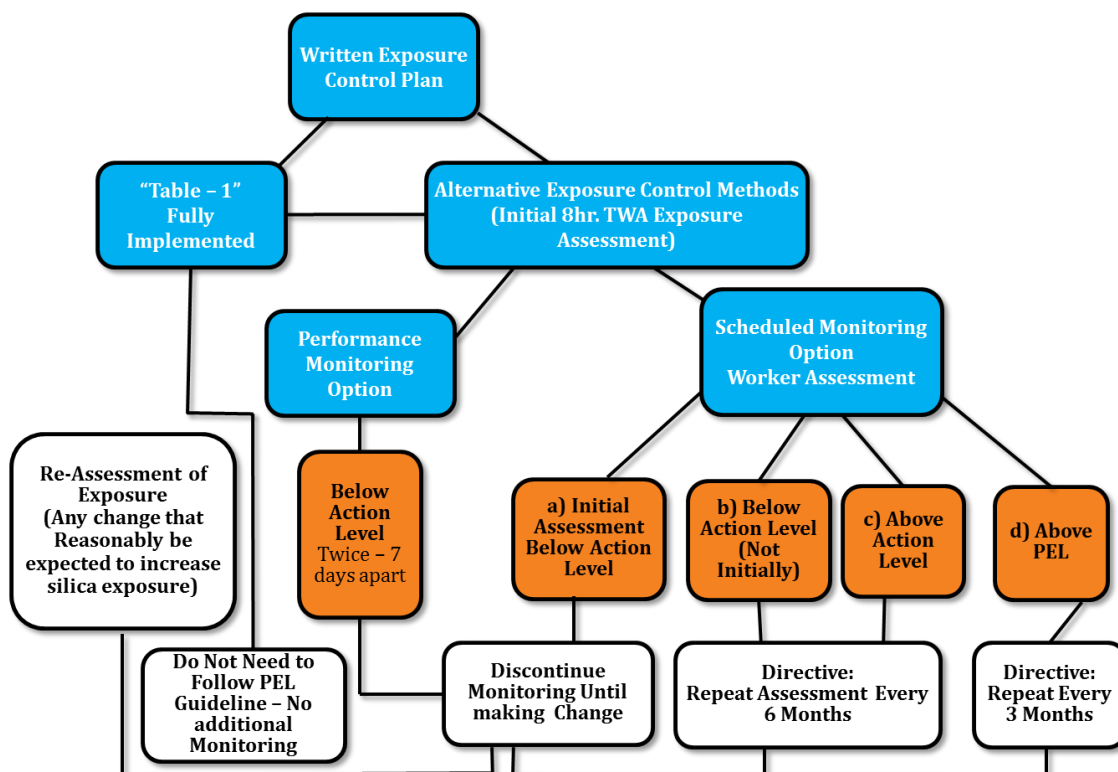 Written Exposure
Control Plan
“Table – 1”
Fully
Implemented
Alternative Exposure Control Methods
(Initial 8hr. TWA Exposure
Assessment)
Performance
Monitoring
Option
Scheduled Monitoring
Option
Worker Assessment
Re-Assessment of
Exposure
(Any change that
Reasonably be
expected to increase
silica exposure)
Below
Action
Level
Twice – 7
days apart
a) Initial
Assessment
Below Action
Level
b) Below
Action Level
(Not
Initially)
c) Above
Action
Level
d) Above
PEL
Do Not Need to
Follow PEL
Guideline – No
additional
Monitoring
Discontinue
Monitoring Until
making Change
Directive:
Repeat Assessment Every
6 Months
Directive:
Repeat Every
3 Months